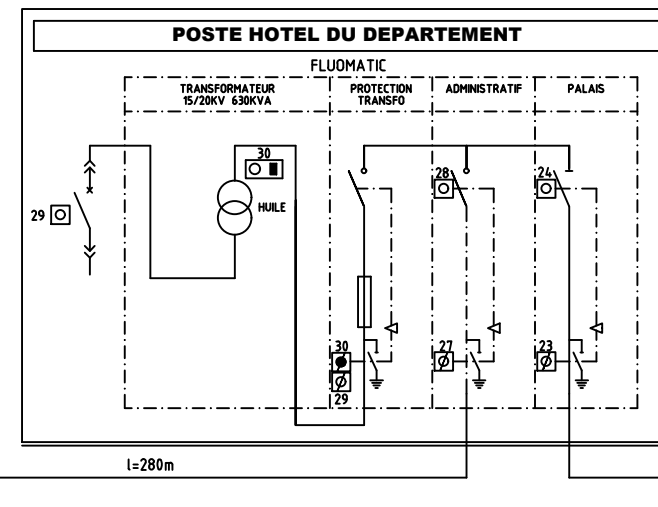 POSTE HOTEL DU DEPARTEMENT
FLUOMATIC
TRANSFORMATEUR
15/20KV 630KVA
PROTECTION
TRANSFO
ADMINISTRATIF
PALAIS
30
28
24
29
HUILE
30
27
23
29
l=280m